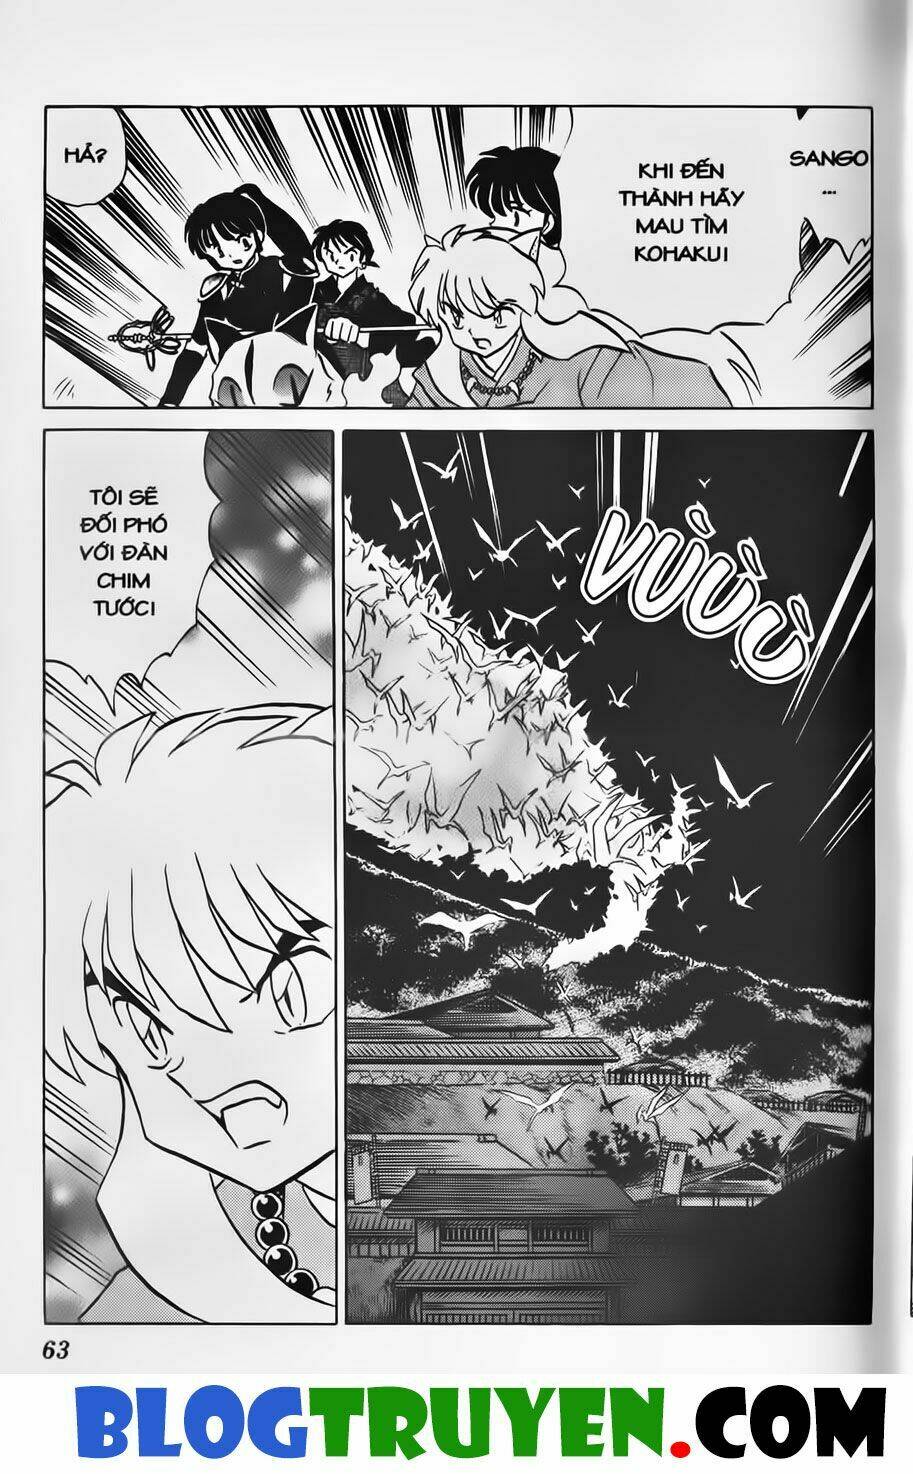 SANGO
...
KHI ĐẾN
THÀNH HÃY
MAU TÌM
KOHAKU!
HẢ?
VÙÙÙ
TÔI SẼ
ĐỐI PHÓ
VỚI ĐÀN
CHIM
TƯỚC!
63
BLOGTRUYEN.COM